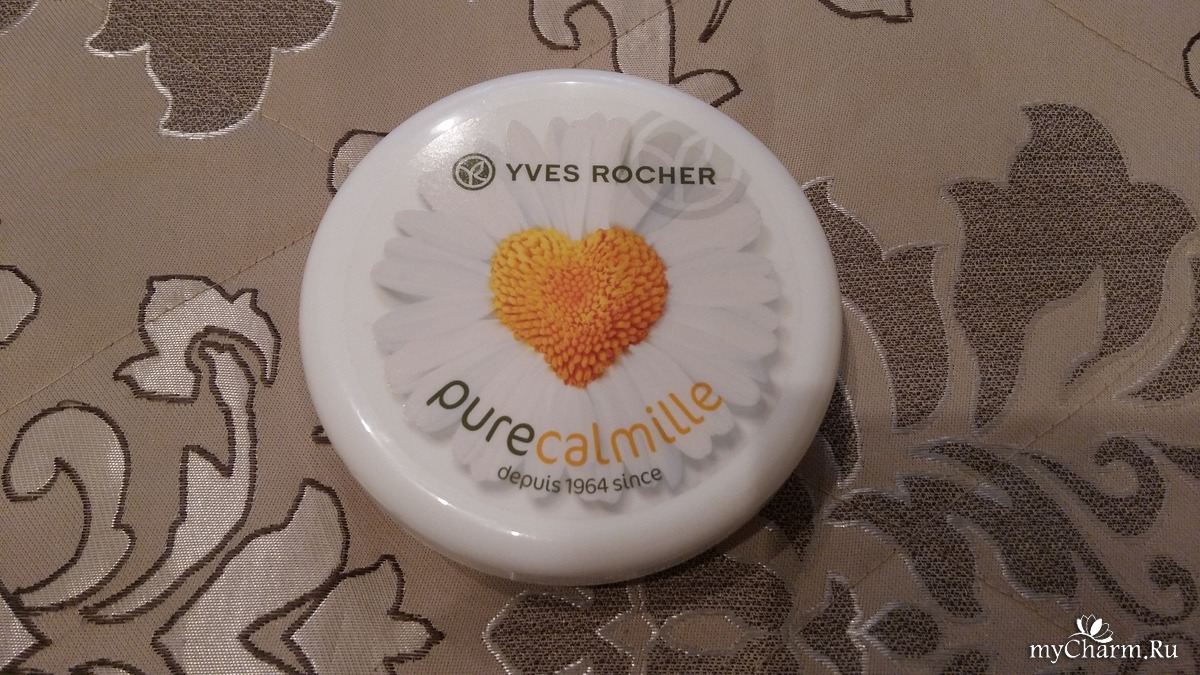 YVES ROCHER
purecalmille
depuis 1964 since
myCharm.Ru